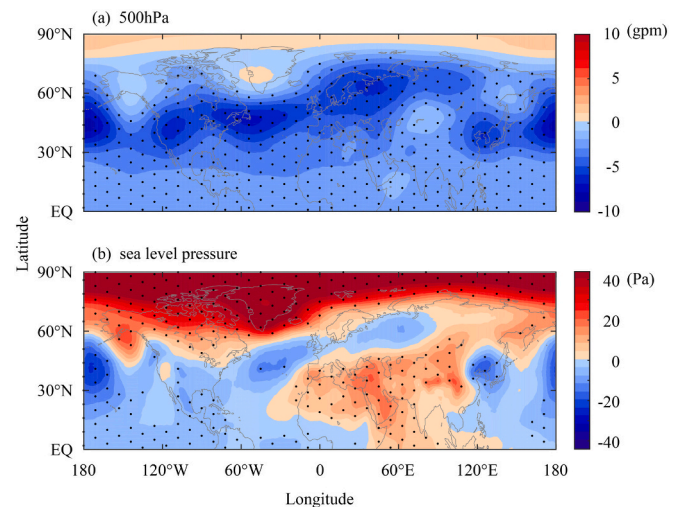 (a) 500hPa
90°N
60°N
30°N
EQ
(gpm)
10
5
0
-5
-10
Latitude
(b) sea level pressure
90°N
60°N
30°N
EQ
(Pa)
40
20
0
-20
-40
180 120°W 60°W 0 60°E 120°E 180
Longitude